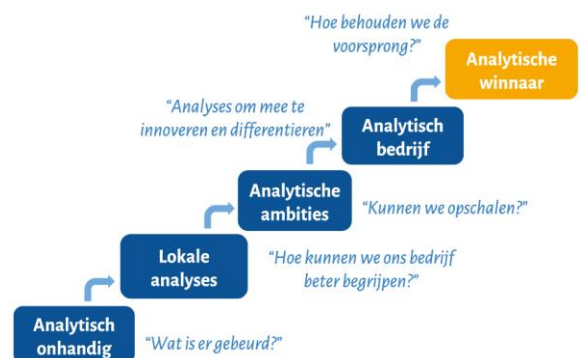 “Hoe behouden we de
voorsprong?”
Analytische
winnaar
“Analyses om mee te
innoveren en differentieren”
Analytisch
bedrijf
Analytische
ambities
“Kunnen we opschalen?”
Lokale
analyses
“Hoe kunnen we ons bedrijf
beter begrijpen?”
Analytisch
onhandig
“Wat is er gebeurd?”